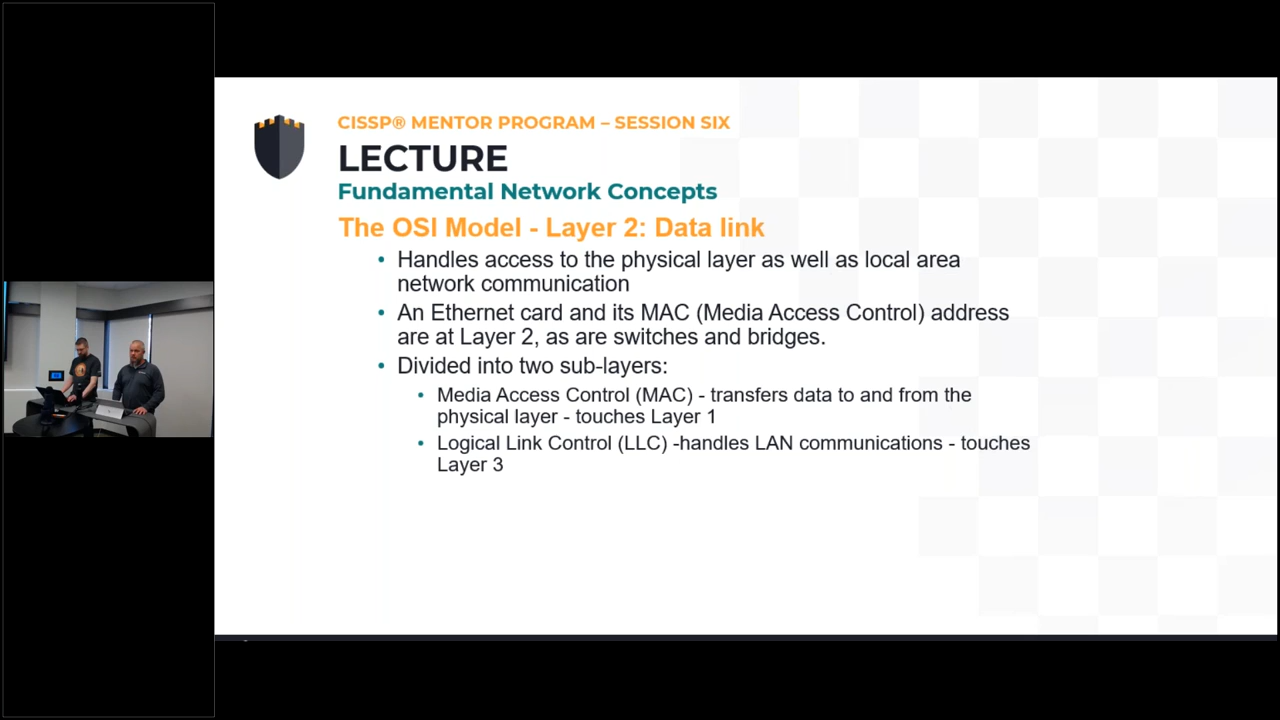 CISSP® MENTOR PROGRAM – SESSION SIX
LECTURE
Fundamental Network Concepts
The OSI Model - Layer 2: Data link
• Handles access to the physical layer as well as local area
network communication
• An Ethernet card and its MAC (Media Access Control) address
are at Layer 2, as are switches and bridges.
• Divided into two sub-layers:
• Media Access Control (MAC) - transfers data to and from the
physical layer - touches Layer 1
• Logical Link Control (LLC) -handles LAN communications - touches
Layer 3